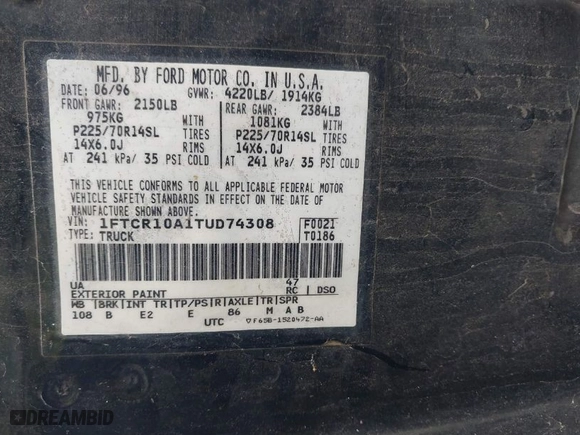 MFD. BY FORD MOTOR CO. IN U.S.A.
DATE: 06/96 GVWR: 4220LB/ 1914KG
FRONT GAWR: 2150LB REAR GAWR: 2384LB
975KG WITH 1081KG WITH
P225/70R14SL TIRES P225/70R14SL TIRES
14X6.0J RIMS 14X6.0J RIMS
AT 241 kPa/ 35 PSI COLD AT 241 kPa/ 35 PSI COLD
THIS VEHICLE CONFORMS TO ALL APPLICABLE FEDERAL MOTOR
VEHICLE SAFETY STANDARDS IN EFFECT ON THE DATE OF
MANUFACTURE SHOWN ABOVE.
VIN: 1FTCR10A1TUD74308 F0021
TYPE: TRUCK T0186
UA 47
EXTERIOR PAINT RC DSO
WB BRK INT TR TP/PS R AXLE TR SPR
108 B E2 E 86 M A B
UTC ▽F65B-1520472-AA
DREAMBID